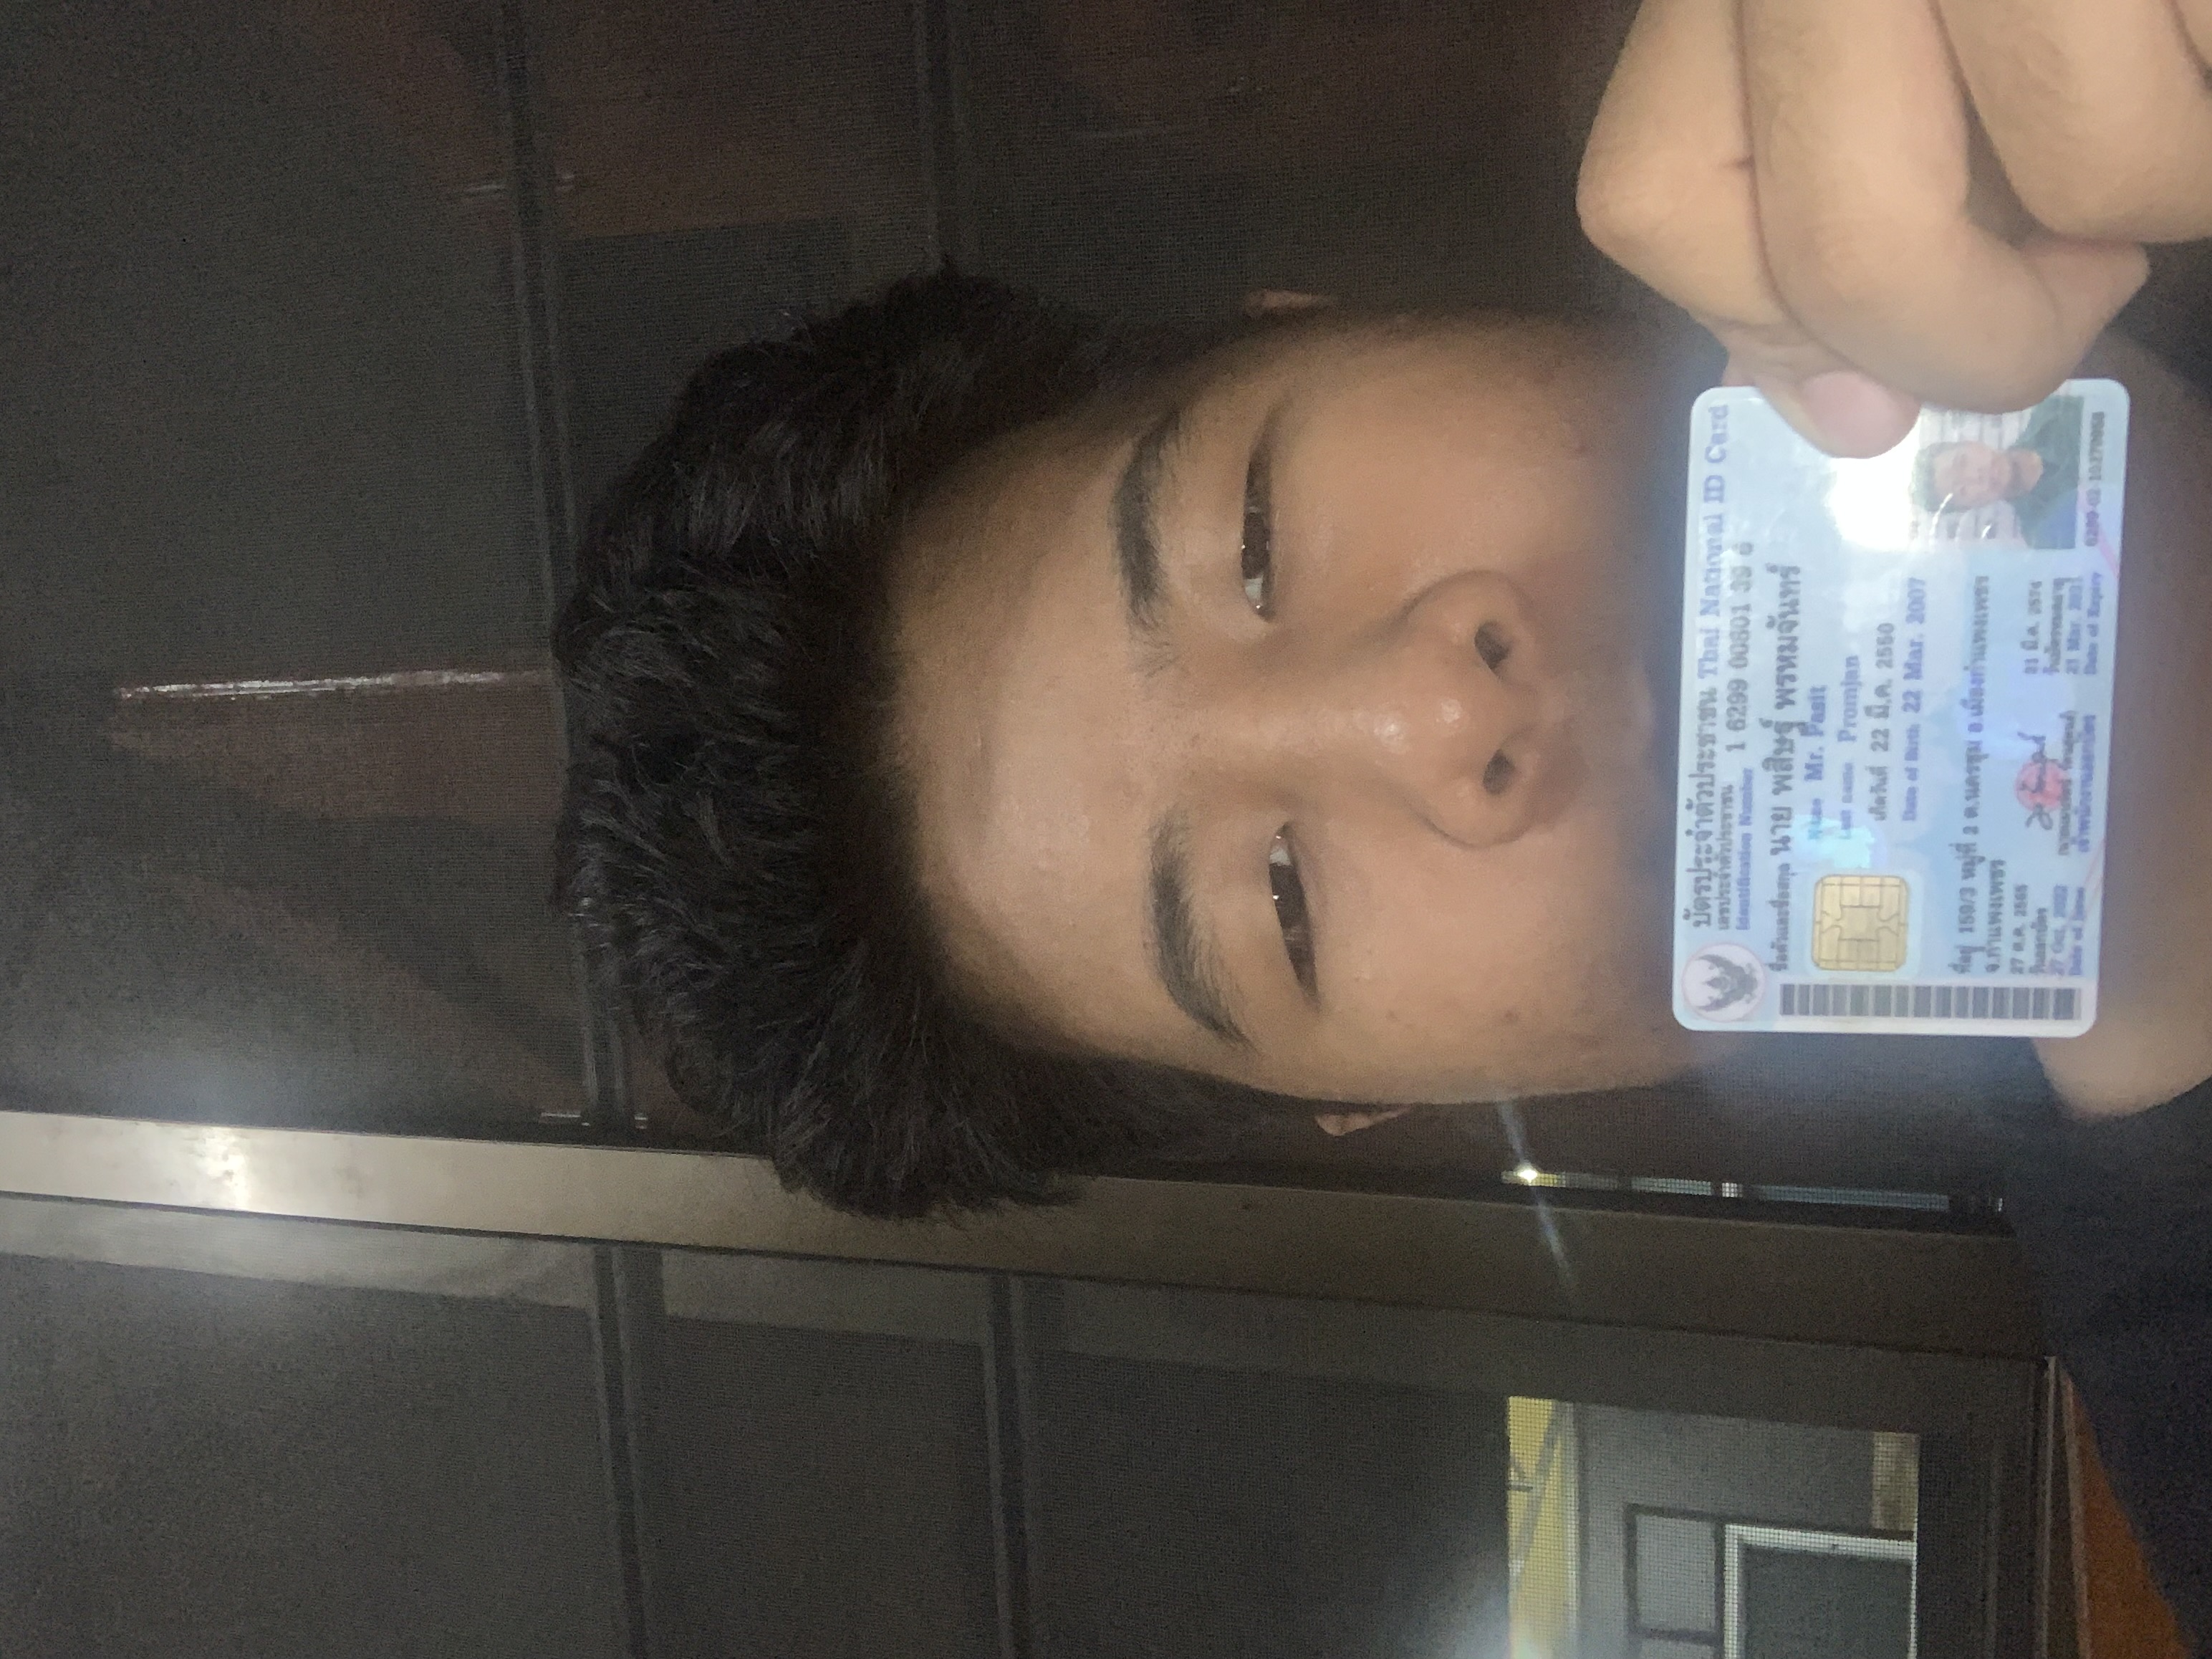 บัตรประจำตัวประชาชน Thai National ID Card
เลขประจำตัวประชาชน
Identification Number 1 6299
ชื่อตัวและชื่อสกุล นาย พสิษฐ์ พรหมจันทร์
Name Mr. Pasit
Last name Promjan
เกิดวันที่ 22 มี.ค. 2550
Date of Birth 22 Mar. 2007
ที่อยู่ 159/3 หมู่ที่ ต.นครชุม อ.เมืองกำแพงเพชร
จ.กำแพงเพชร
27 ต.ค. 2565
วันออกบัตร
27 Oct. 2022
Date of Issue
เจ้าพนักงานออกบัตร
21 มี.ค. 2574
วันบัตรหมดอายุ
21 Mar. 2031
Date of Expiry